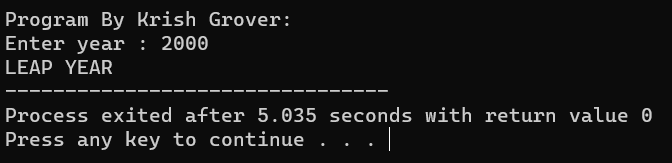 Program By Krish Grover:
Enter year : 2000
LEAP YEAR
--------------------------------
Process exited after 5.035 seconds with return value 0
Press any key to continue . . .